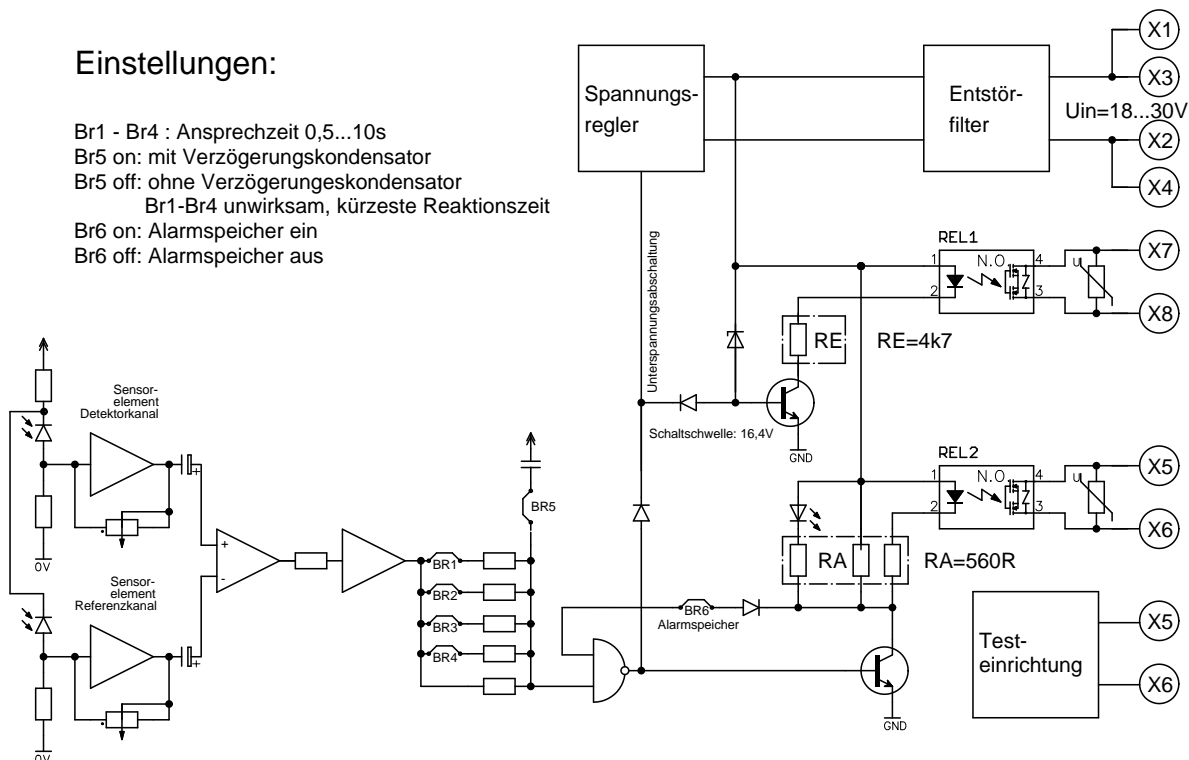 Einstellungen:
Br1 - Br4 : Ansprechzeit 0,5...10s
Br5 on: mit Verzögerungskondensator
Br5 off: ohne Verzögerungeskondensator
Br1-Br4 unwirksam, kürzeste Reaktionszeit
Br6 on: Alarmspeicher ein
Br6 off: Alarmspeicher aus
Spannungs-
regler
Entstör-
filter
X1
X3
Uin=18...30V
X2
X4
Unterspannungsabschaltung
REL1
1
2
N.O.
4
3
u
X7
X8
RE
RE=4k7
Schaltschwelle: 16,4V
GND
Sensor-
element
Detektorkanal
+
0V
Sensor-
element
Referenzkanal
+
0V
+
-
BR5
BR1
BR2
BR3
BR4
BR6
Alarmspeicher
REL2
1
2
N.O.
4
3
u
X5
X6
RA
RA=560R
GND
Test-
einrichtung
X5
X6